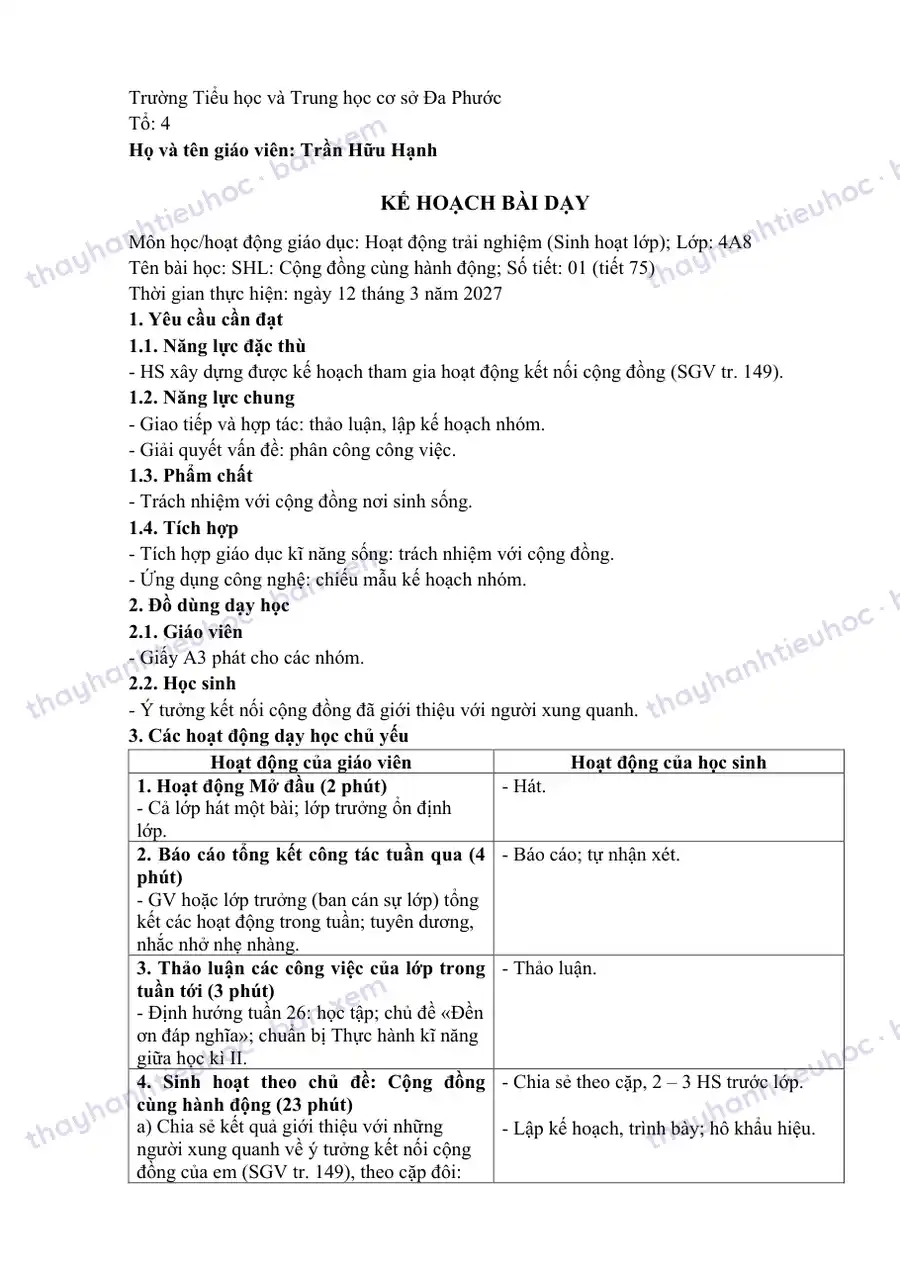 Trường Tiểu học và Trung học cơ sở Đa Phước
Tổ: 4
Họ và tên giáo viên: Trần Hữu Hạnh
KẾ HOẠCH BÀI DẠY
Môn học/hoạt động giáo dục: Hoạt động trải nghiệm (Sinh hoạt lớp); Lớp: 4A8
Tên bài học: SHL: Cộng đồng cùng hành động; Số tiết: 01 (tiết 75)
Thời gian thực hiện: ngày 12 tháng 3 năm 2027
1. Yêu cầu cần đạt
1.1. Năng lực đặc thù
- HS xây dựng được kế hoạch tham gia hoạt động kết nối cộng đồng (SGV tr. 149).
1.2. Năng lực chung
- Giao tiếp và hợp tác: thảo luận, lập kế hoạch nhóm.
- Giải quyết vấn đề: phân công công việc.
1.3. Phẩm chất
- Trách nhiệm với cộng đồng nơi sinh sống.
1.4. Tích hợp
- Tích hợp giáo dục kĩ năng sống: trách nhiệm với cộng đồng.
- Ứng dụng công nghệ: chiếu mẫu kế hoạch nhóm.
2. Đồ dùng dạy học
2.1. Giáo viên
- Giấy A3 phát cho các nhóm.
2.2. Học sinh
- Ý tưởng kết nối cộng đồng đã giới thiệu với người xung quanh.
3. Các hoạt động dạy học chủ yếu
Hoạt động của giáo viên
Hoạt động của học sinh
1. Hoạt động Mở đầu (2 phút)
- Cả lớp hát một bài; lớp trưởng ổn định
lớp.
- Hát.
2. Báo cáo tổng kết công tác tuần qua (4
phút)
- GV hoặc lớp trưởng (ban cán sự lớp) tổng
kết các hoạt động trong tuần; tuyên dương,
nhắc nhở nhẹ nhàng.
- Báo cáo; tự nhận xét.
3. Thảo luận các công việc của lớp trong
tuần tới (3 phút)
- Định hướng tuần 26: học tập; chủ đề «Đền
ơn đáp nghĩa»; chuẩn bị Thực hành kĩ năng
giữa học kì II.
- Thảo luận.
4. Sinh hoạt theo chủ đề: Cộng đồng
cùng hành động (23 phút)
a) Chia sẻ kết quả giới thiệu với những
người xung quanh về ý tưởng kết nối cộng
đồng của em (SGV tr. 149), theo cặp đôi:
- Chia sẻ theo cặp, 2 – 3 HS trước lớp.
- Lập kế hoạch, trình bày; hô khẩu hiệu.
thayhanhtieuhoc · bản xem
thayhanhtieuhoc · b
thayhanhtieuhoc · bản xem
thayhanhtieuhoc · b
thayhanhtieuhoc · bản xem
thayhanhtieuhoc · b